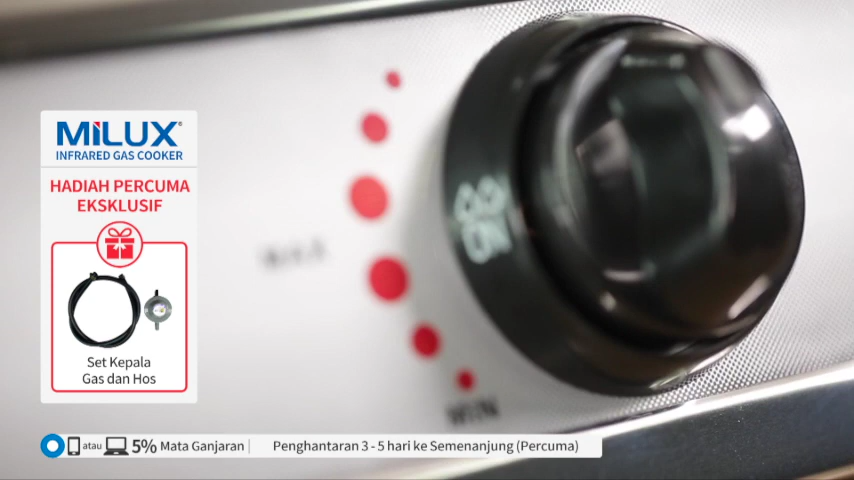 MiLUX®
INFRARED GAS COOKER
HADIAH PERCUMA
EKSKLUSIF
Set Kepala
Gas dan Hos
MAX
ON
MIN
atau 5% Mata Ganjaran | Penghantaran 3 - 5 hari ke Semenanjung (Percuma)